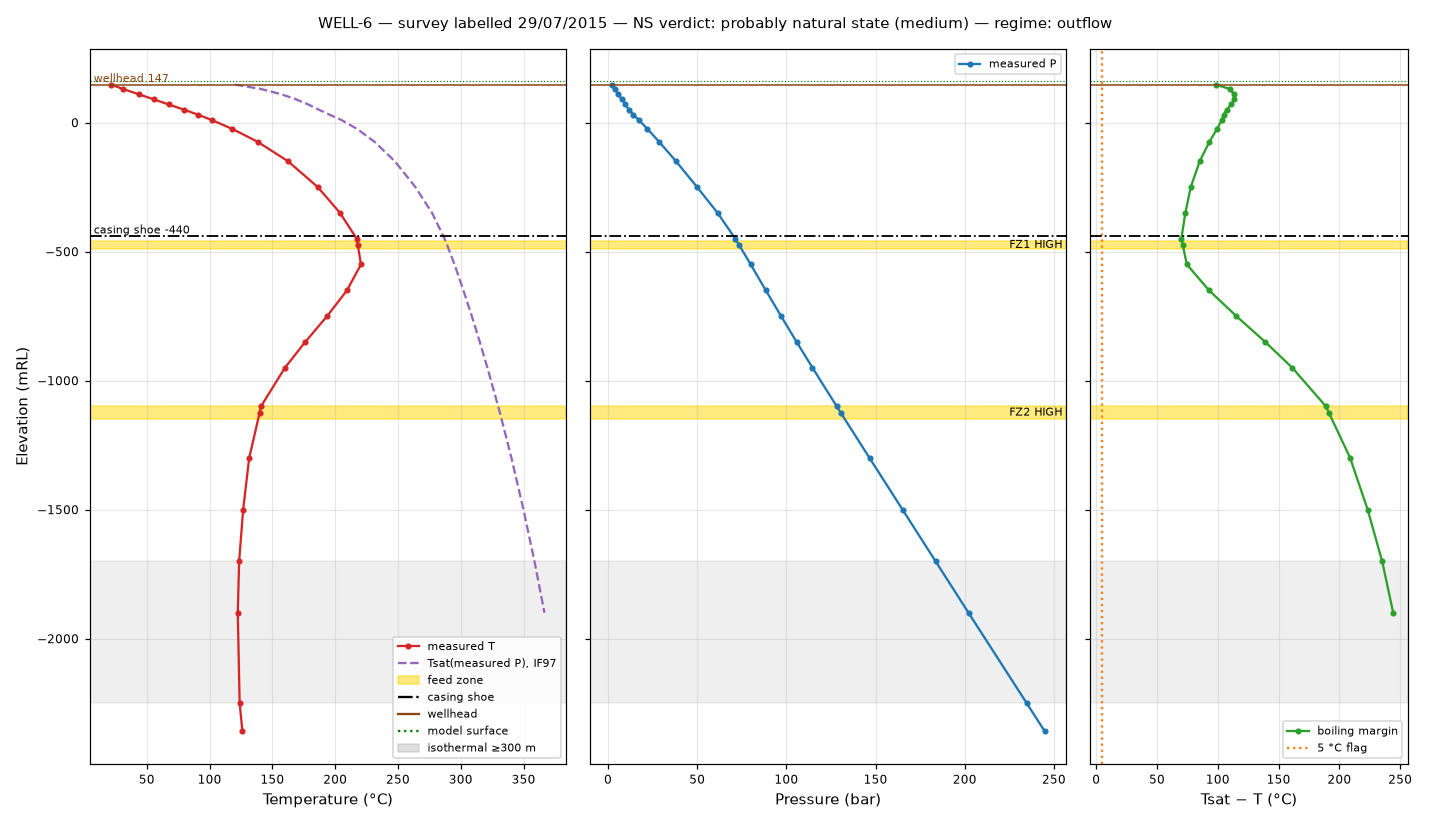 WELL-6 — survey labelled 29/07/2015 — NS verdict: probably natural state (medium) — regime: outflow
Elevation (mRL)
0
−500
−1000
−1500
−2000
wellhead 147
casing shoe -440
measured T
Tsat(measured P), IF97
feed zone
casing shoe
wellhead
model surface
isothermal ≥300 m
50
100
150
200
250
300
350
Temperature (°C)
measured P
FZ1 HIGH
FZ2 HIGH
0
50
100
150
200
250
Pressure (bar)
boiling margin
5 °C flag
0
50
100
150
200
250
Tsat − T (°C)